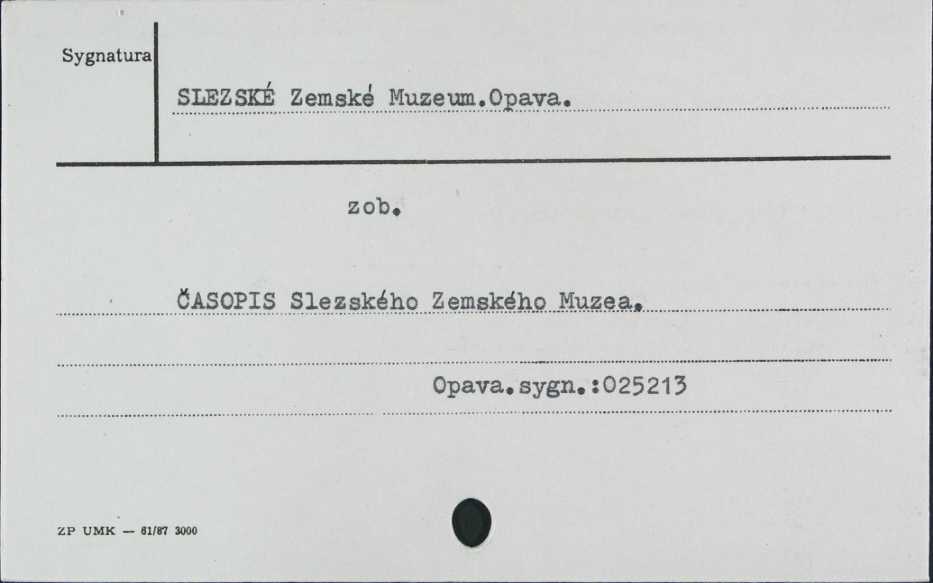 Sygnatura
SLEZSKÉ Zemské Muzeum.Opava.
zob.
ČASOPIS Slezského Zemského Muzea.
Opava.sygn.:025213
ZP UMK — 61/87 3000